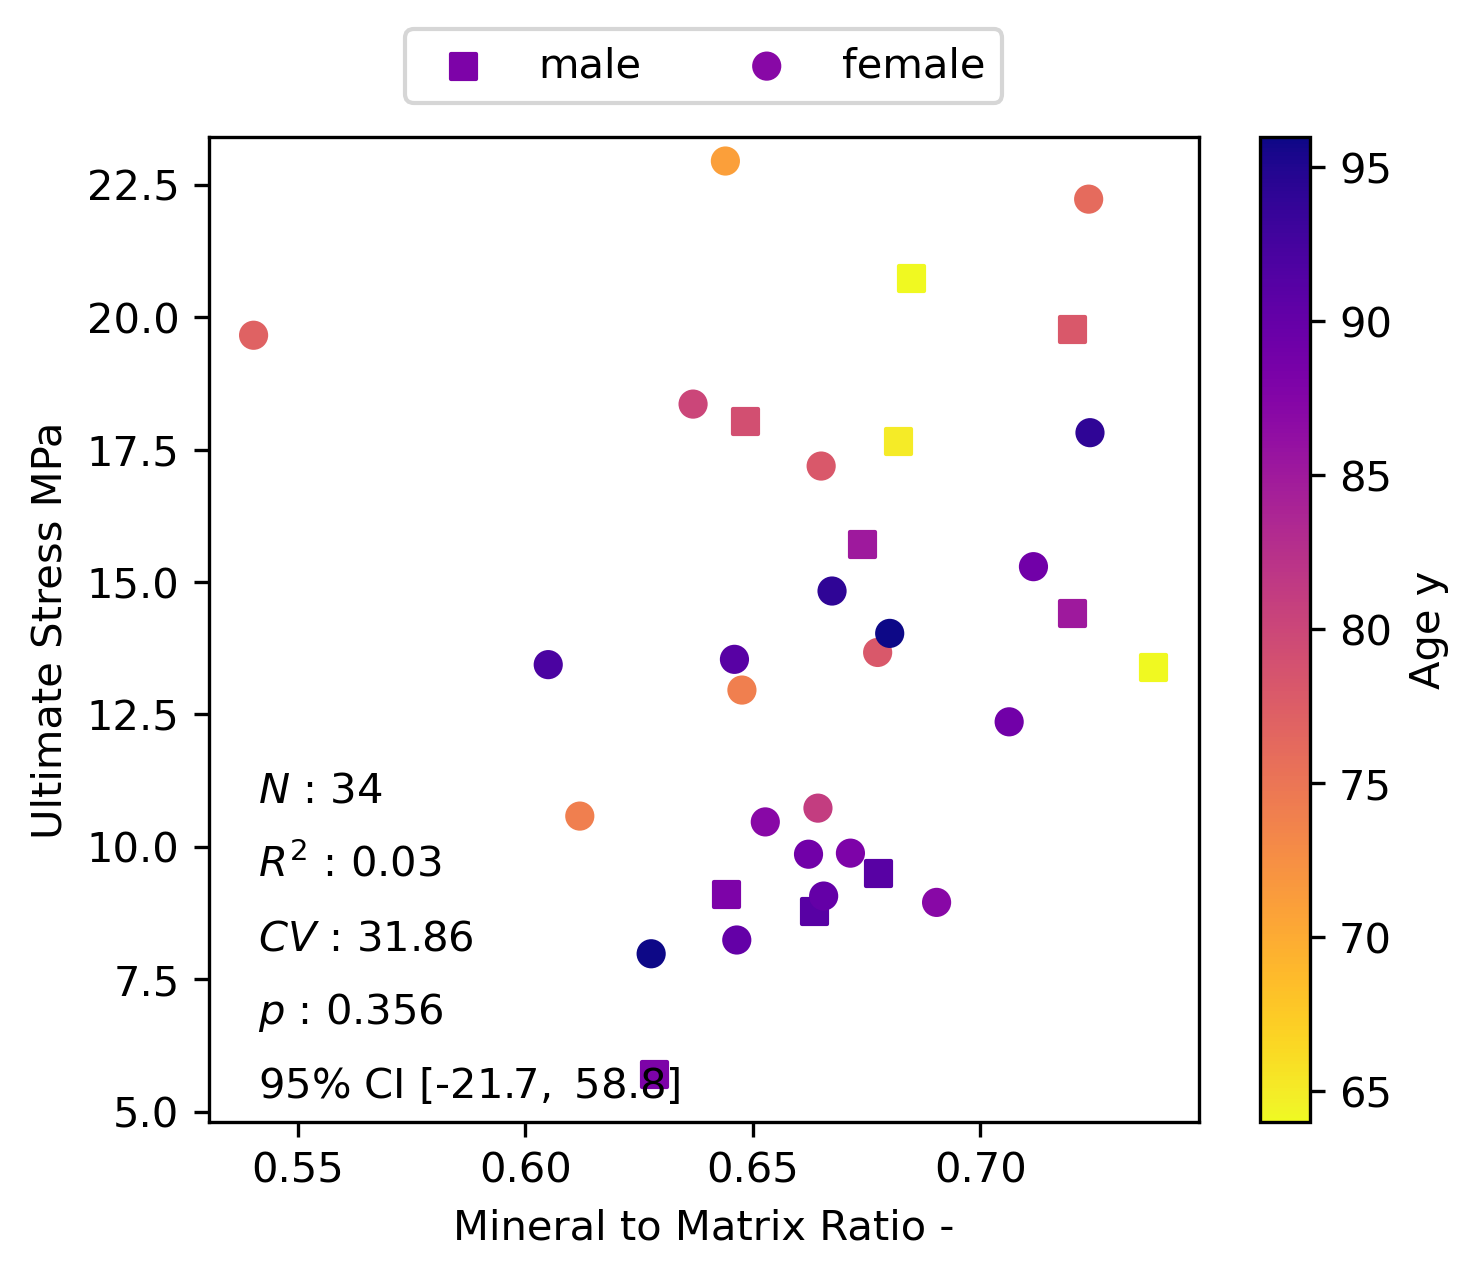 male female
22.5
20.0
17.5
15.0
12.5
10.0
7.5
5.0
Ultimate Stress MPa
N : 34
R² : 0.03
CV : 31.86
p : 0.356
95% CI [-21.7, 58.8]
0.55 0.60 0.65 0.70
Mineral to Matrix Ratio -
95
90
85
80
75
70
65
Age y